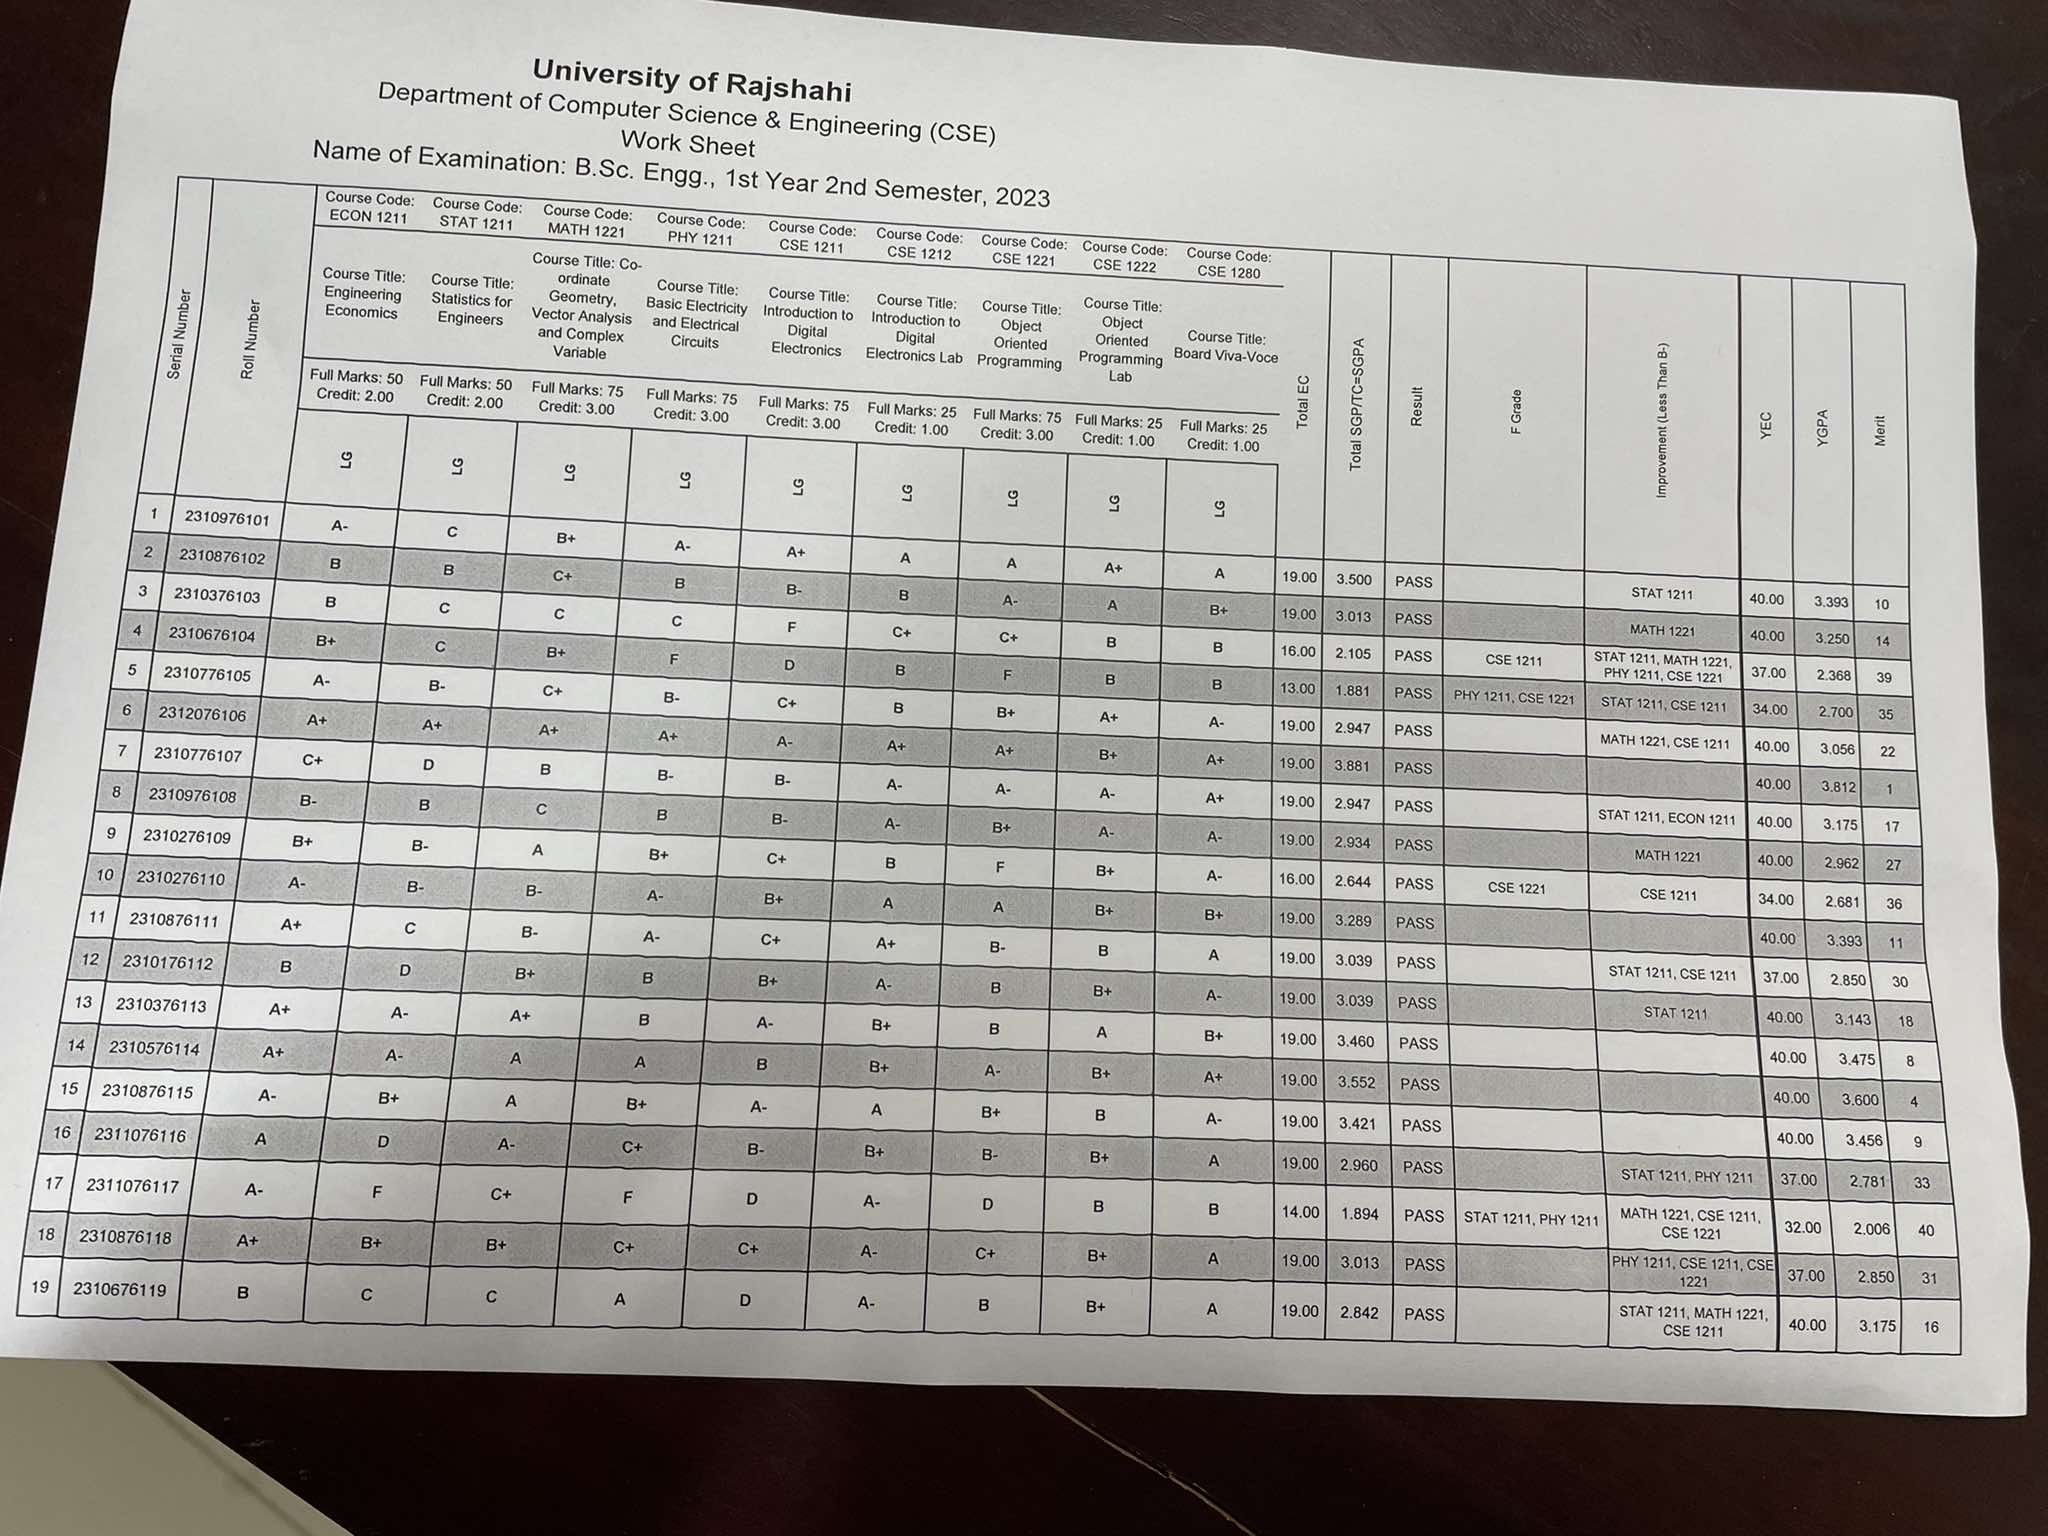 University of Rajshahi
Department of Computer Science & Engineering (CSE)
Work Sheet
Name of Examination: B.Sc. Engg., 1st Year 2nd Semester, 2023
Serial Number | Roll Number | Course Code: ECON 1211 | Course Code: STAT 1211 | Course Code: MATH 1221 | Course Code: PHY 1211 | Course Code: CSE 1211 | Course Code: CSE 1212 | Course Code: CSE 1221 | Course Code: CSE 1222 | Course Code: CSE 1280 | Total EC | Total SGP/TC=SGPA | Result | F Grade | Improvement (Less Than B-) | YEC | YGPA | Merit
Course Title: Engineering Economics | Course Title: Statistics for Engineers | Course Title: Co-ordinate Geometry, Vector Analysis and Complex Variable | Course Title: Basic Electricity and Electrical Circuits | Course Title: Introduction to Digital Electronics | Course Title: Introduction to Digital Electronics Lab | Course Title: Object Oriented Programming | Course Title: Object Oriented Programming Lab | Course Title: Board Viva-Voce
Full Marks: 50 Credit: 2.00 | Full Marks: 50 Credit: 2.00 | Full Marks: 75 Credit: 3.00 | Full Marks: 75 Credit: 3.00 | Full Marks: 75 Credit: 3.00 | Full Marks: 25 Credit: 1.00 | Full Marks: 75 Credit: 3.00 | Full Marks: 25 Credit: 1.00 | Full Marks: 25 Credit: 1.00
LG | LG | LG | LG | LG | LG | LG | LG | LG
1 | 2310976101 | A- | C | B+ | A- | A+ | A | A | A+ | A | 19.00 | 3.500 | PASS | | STAT 1211 | 40.00 | 3.393 | 10
2 | 2310876102 | B | B | C+ | B | B- | B | A- | A | B+ | 19.00 | 3.013 | PASS | | MATH 1221 | 40.00 | 3.250 | 14
3 | 2310376103 | B | C | C | C | F | C+ | C+ | B | B | 16.00 | 2.105 | PASS | CSE 1211 | STAT 1211, MATH 1221, PHY 1211, CSE 1221 | 37.00 | 2.368 | 39
4 | 2310676104 | B+ | C | B+ | F | D | B | F | B | B | 13.00 | 1.881 | PASS | PHY 1211, CSE 1221 | STAT 1211, CSE 1211 | 34.00 | 2.700 | 35
5 | 2310776105 | A- | B- | C+ | B- | C+ | B | B+ | A+ | A- | 19.00 | 2.947 | PASS | | MATH 1221, CSE 1211 | 40.00 | 3.056 | 22
6 | 2312076106 | A+ | A+ | A+ | A+ | A- | A+ | A+ | B+ | A+ | 19.00 | 3.881 | PASS | | | 40.00 | 3.812 | 1
7 | 2310776107 | C+ | D | B | B- | B- | A- | A- | A- | A+ | 19.00 | 2.947 | PASS | | STAT 1211, ECON 1211 | 40.00 | 3.175 | 17
8 | 2310976108 | B- | B | C | B | B- | A- | B+ | A- | A- | 19.00 | 2.934 | PASS | | MATH 1221 | 40.00 | 2.962 | 27
9 | 2310276109 | B+ | B- | A | B+ | C+ | B | F | B+ | A- | 16.00 | 2.644 | PASS | CSE 1221 | CSE 1211 | 34.00 | 2.681 | 36
10 | 2310276110 | A- | B- | B- | A- | B+ | A | A | B+ | B+ | 19.00 | 3.289 | PASS | | | 40.00 | 3.393 | 11
11 | 2310876111 | A+ | C | B- | A- | C+ | A+ | B- | B | A | 19.00 | 3.039 | PASS | | STAT 1211, CSE 1211 | 37.00 | 2.850 | 30
12 | 2310176112 | B | D | B+ | B | B+ | A- | B | B+ | A- | 19.00 | 3.039 | PASS | | STAT 1211 | 40.00 | 3.143 | 18
13 | 2310376113 | A+ | A- | A+ | B | A- | B+ | B | A | B+ | 19.00 | 3.460 | PASS | | | 40.00 | 3.475 | 8
14 | 2310576114 | A+ | A- | A | A | B | B+ | A- | B+ | A+ | 19.00 | 3.552 | PASS | | | 40.00 | 3.600 | 4
15 | 2310876115 | A- | B+ | A | B+ | A- | A | B+ | B | A- | 19.00 | 3.421 | PASS | | | 40.00 | 3.456 | 9
16 | 2311076116 | A | D | A- | C+ | B- | B+ | B- | B+ | A | 19.00 | 2.960 | PASS | | STAT 1211, PHY 1211 | 37.00 | 2.781 | 33
17 | 2311076117 | A- | F | C+ | F | D | A- | D | B | B | 14.00 | 1.894 | PASS | STAT 1211, PHY 1211 | MATH 1221, CSE 1211, CSE 1221 | 32.00 | 2.006 | 40
18 | 2310876118 | A+ | B+ | B+ | C+ | C+ | A- | C+ | B+ | A | 19.00 | 3.013 | PASS | | PHY 1211, CSE 1211, CSE 1221 | 37.00 | 2.850 | 31
19 | 2310676119 | B | C | C | A | D | A- | B | B+ | A | 19.00 | 2.842 | PASS | | STAT 1211, MATH 1221, CSE 1211 | 40.00 | 3.175 | 16